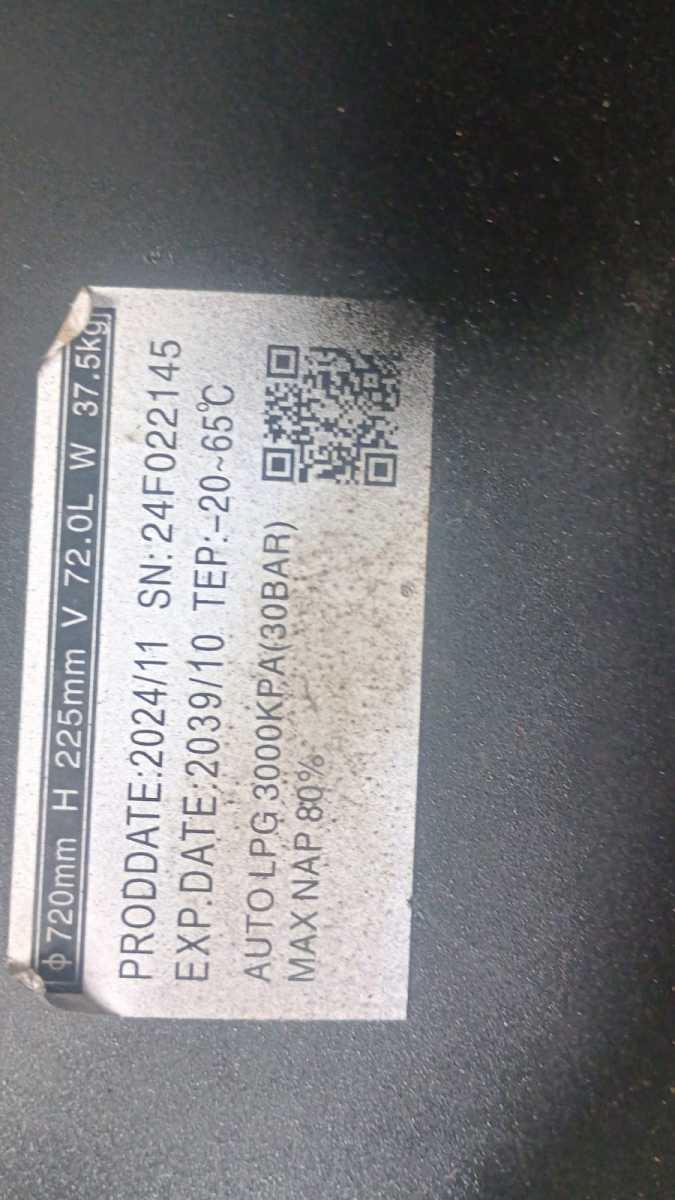 ϕ720mm H 225mm V 72.0L W 37.5kg
PRODDATE:2024/11 SN:24F022145
EXP.DATE:2039/10 TEP:-20~65℃
AUTO LPG 3000KPA(30BAR)
MAX NAP 80%